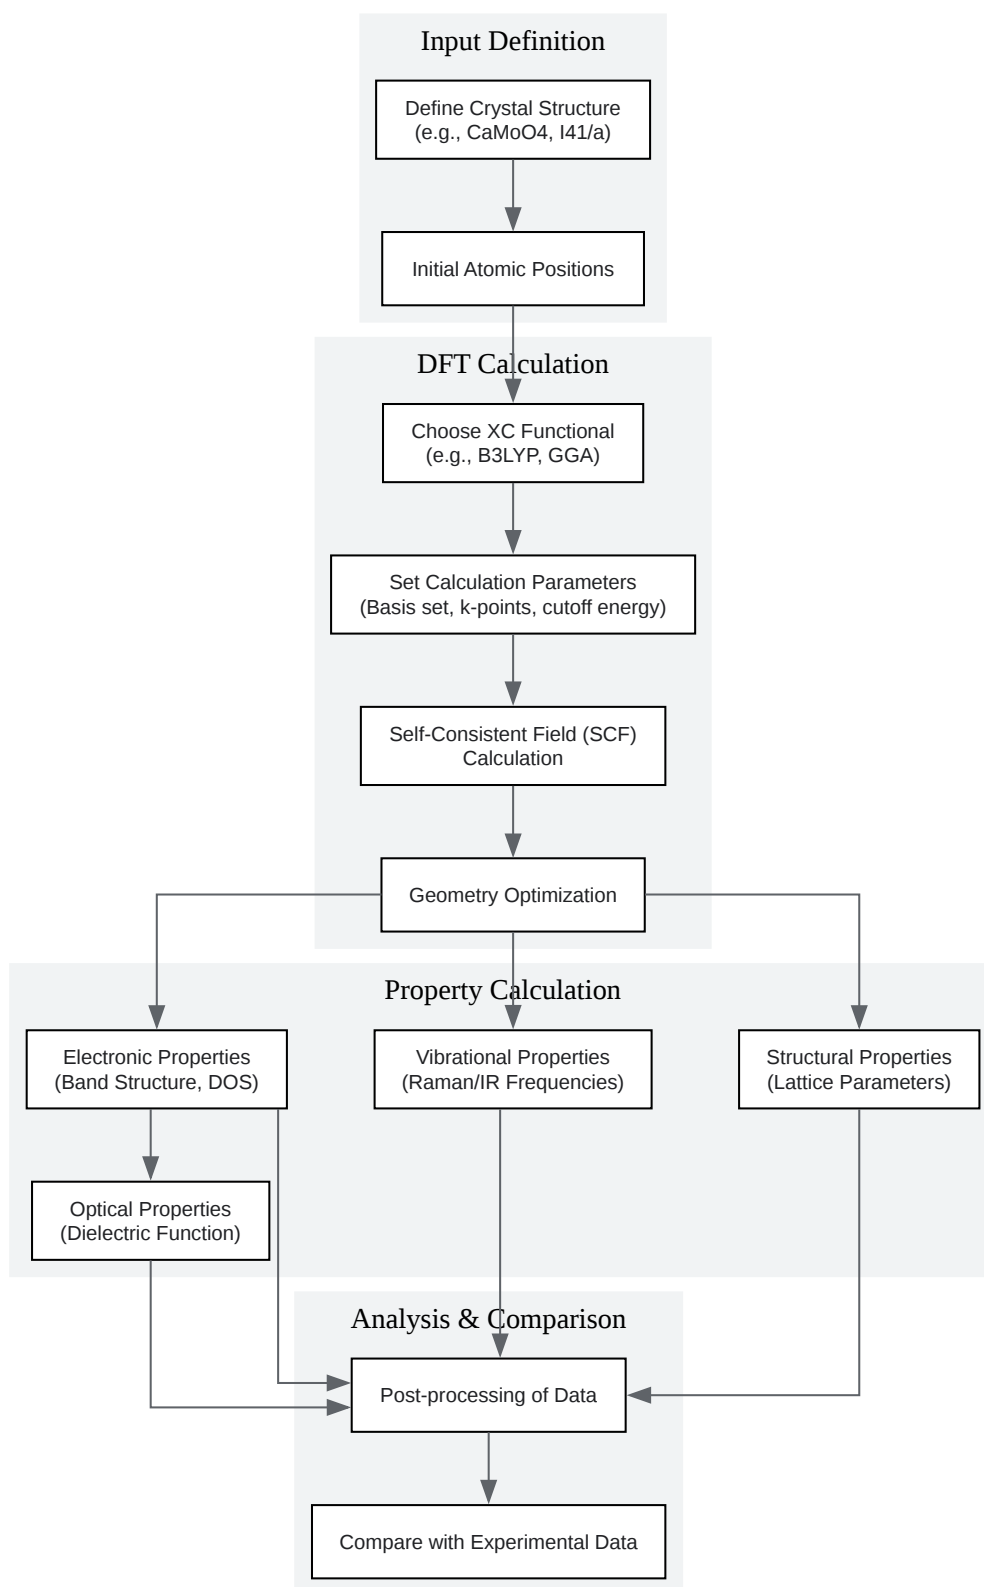 Input Definition
Define Crystal Structure
(e.g., CaMoO4, I41/a)
Initial Atomic Positions
DFT Calculation
Choose XC Functional
(e.g., B3LYP, GGA)
Set Calculation Parameters
(Basis set, k-points, cutoff energy)
Self-Consistent Field (SCF)
Calculation
Geometry Optimization
Property Calculation
Electronic Properties
(Band Structure, DOS)
Vibrational Properties
(Raman/IR Frequencies)
Structural Properties
(Lattice Parameters)
Optical Properties
(Dielectric Function)
Analysis & Comparison
Post-processing of Data
Compare with Experimental Data